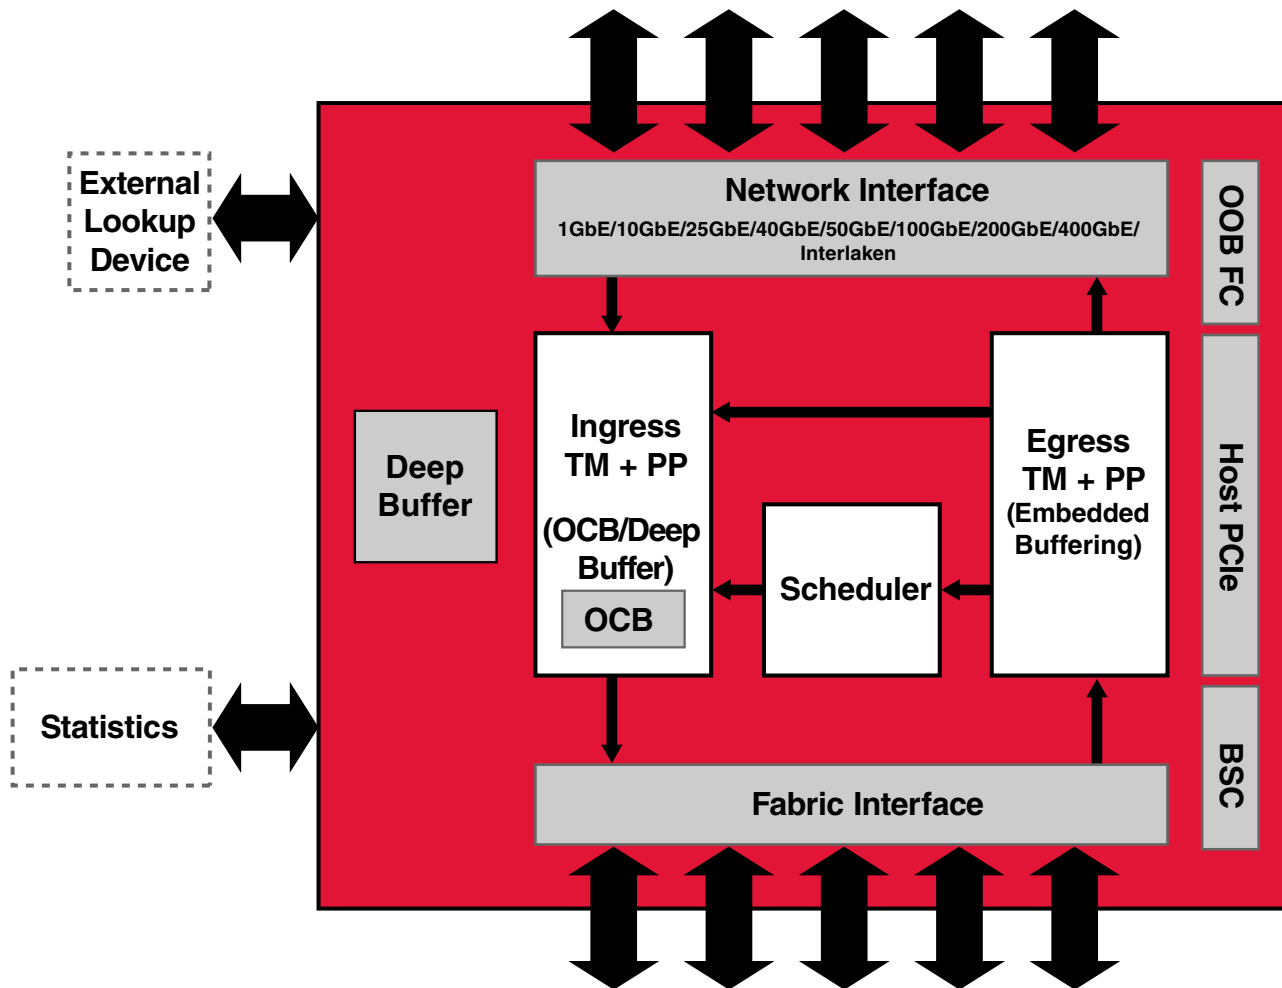 External
Lookup
Device
Network Interface
1GbE/10GbE/25GbE/40GbE/50GbE/100GbE/200GbE/400GbE/
Interlaken
OOB FC
Deep
Buffer
Ingress
TM + PP
(OCB/Deep
Buffer)
OCB
Scheduler
Egress
TM + PP
(Embedded
Buffering)
Host PCIe
Statistics
Fabric Interface
BSC